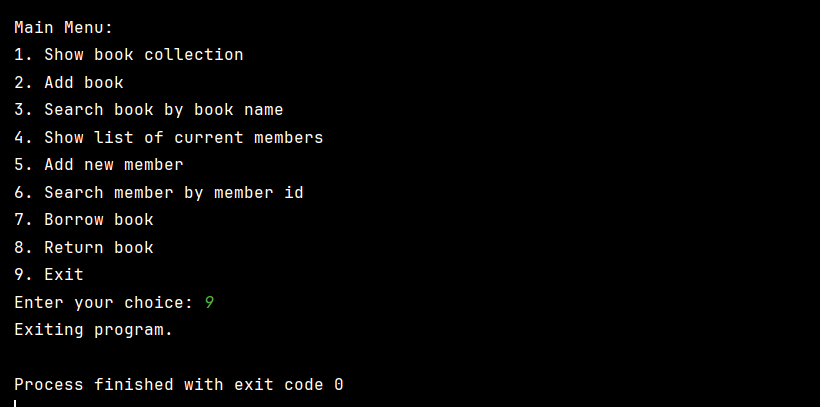 Main Menu:
1. Show book collection
2. Add book
3. Search book by book name
4. Show list of current members
5. Add new member
6. Search member by member id
7. Borrow book
8. Return book
9. Exit
Enter your choice: 9
Exiting program.

Process finished with exit code 0